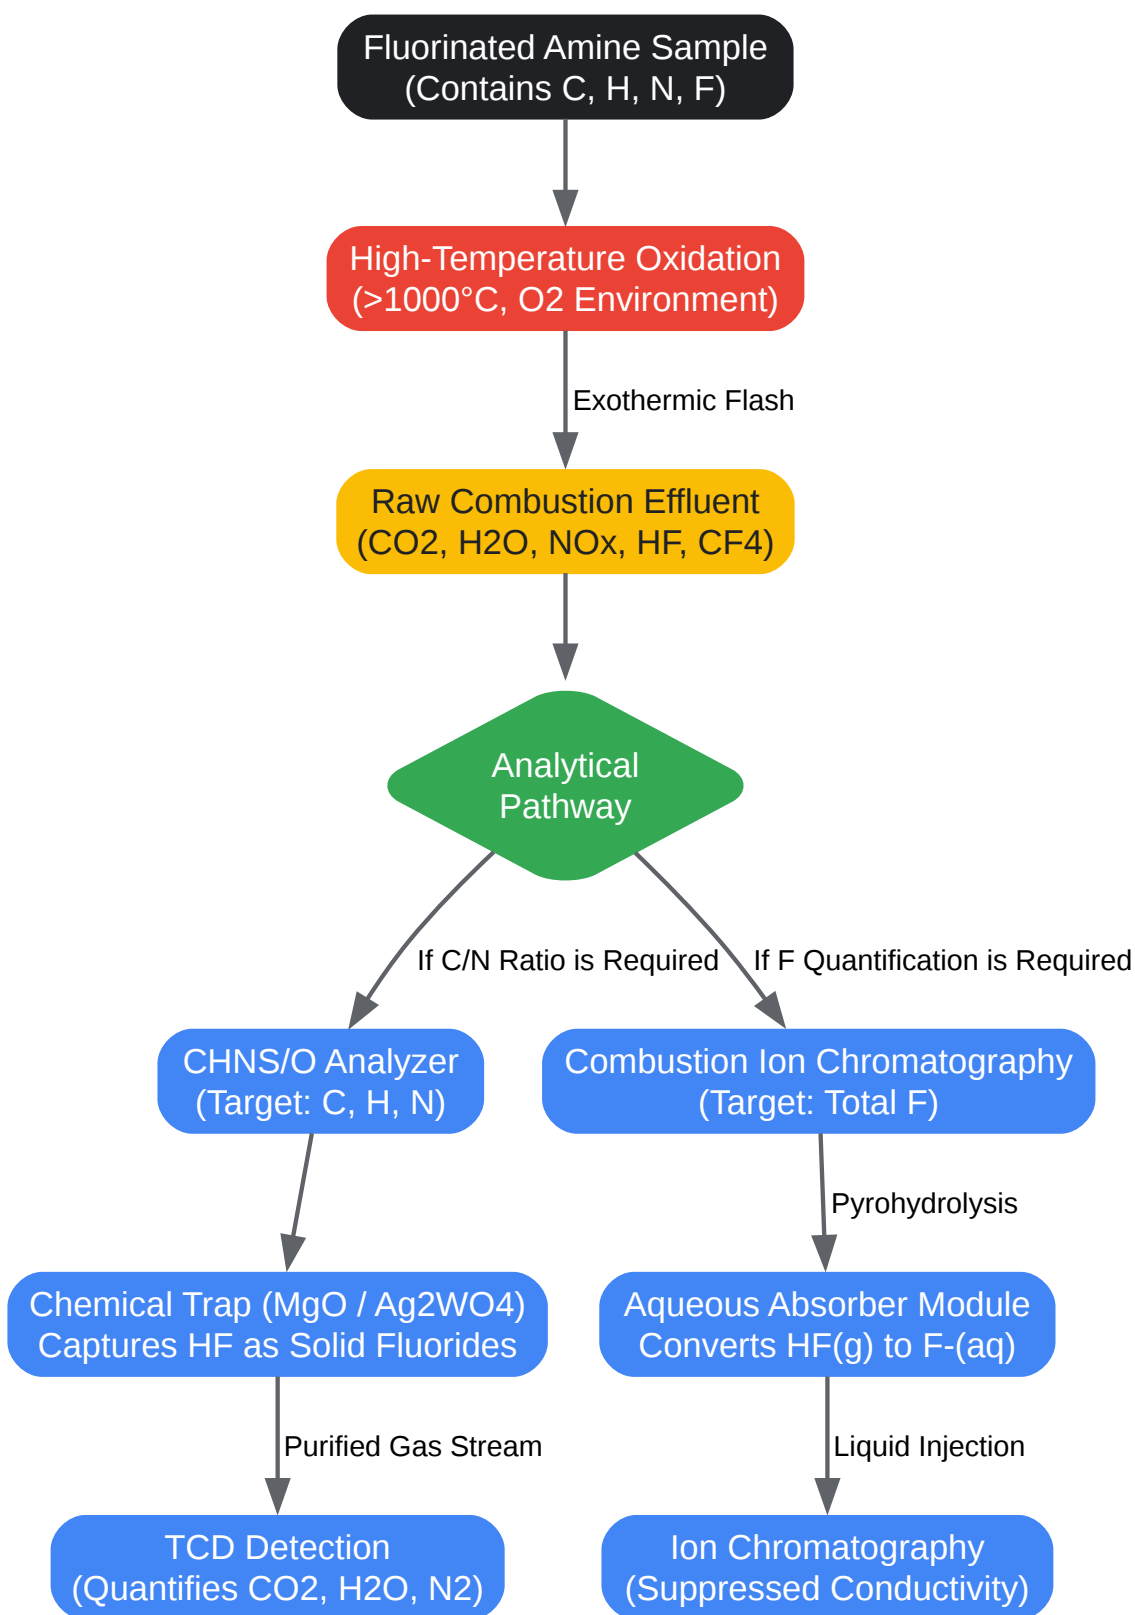 Fluorinated Amine Sample
(Contains C, H, N, F)
High-Temperature Oxidation
(>1000°C, O2 Environment)
Exothermic Flash
Raw Combustion Effluent
(CO2, H2O, NOx, HF, CF4)
Analytical
Pathway
If C/N Ratio is Required
If F Quantification is Required
CHNS/O Analyzer
(Target: C, H, N)
Combustion Ion Chromatography
(Target: Total F)
Pyrohydrolysis
Chemical Trap (MgO / Ag2WO4)
Captures HF as Solid Fluorides
Aqueous Absorber Module
Converts HF(g) to F-(aq)
Purified Gas Stream
Liquid Injection
TCD Detection
(Quantifies CO2, H2O, N2)
Ion Chromatography
(Suppressed Conductivity)